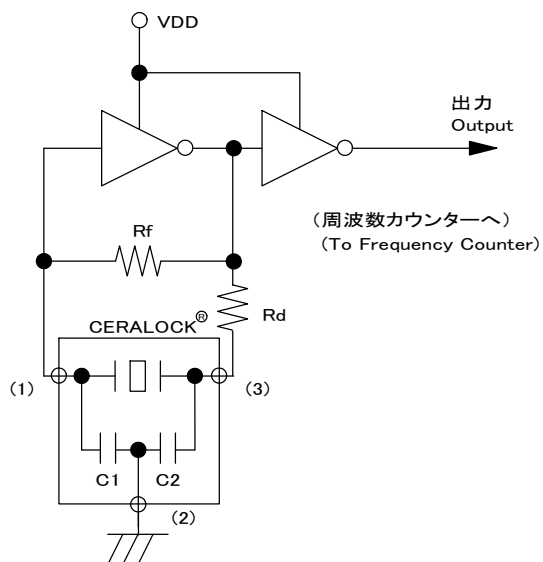 VDD
出力
Output
(周波数カウンターへ)
(To Frequency Counter)
Rf
Rd
CERALOCK®
(1)
(3)
C1
C2
(2)